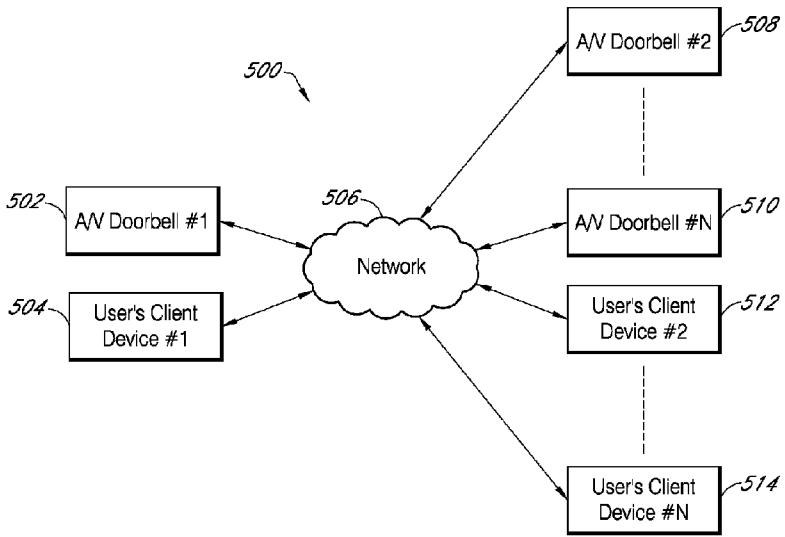 500
502
A/V Doorbell #1
504
User's Client
Device #1
506
Network
A/V Doorbell #2
508
A/V Doorbell #N
510
User's Client
Device #2
512
User's Client
Device #N
514